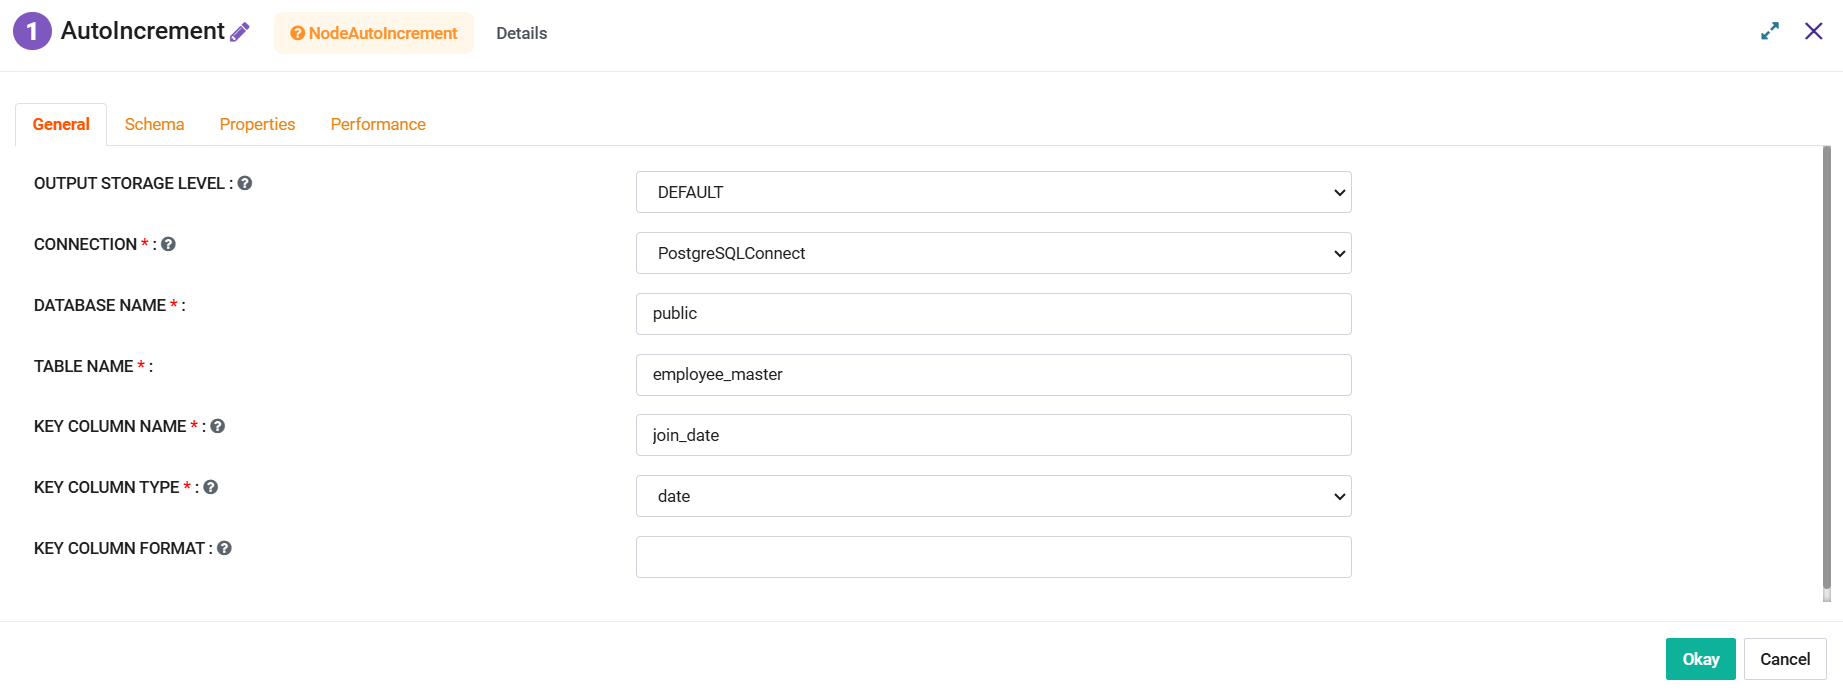 1 AutoIncrement NodeAutoIncrement Details
General Schema Properties Performance
OUTPUT STORAGE LEVEL : DEFAULT
CONNECTION * : PostgreSQLConnect
DATABASE NAME * : public
TABLE NAME * : employee_master
KEY COLUMN NAME * : join_date
KEY COLUMN TYPE * : date
KEY COLUMN FORMAT :
Okay Cancel